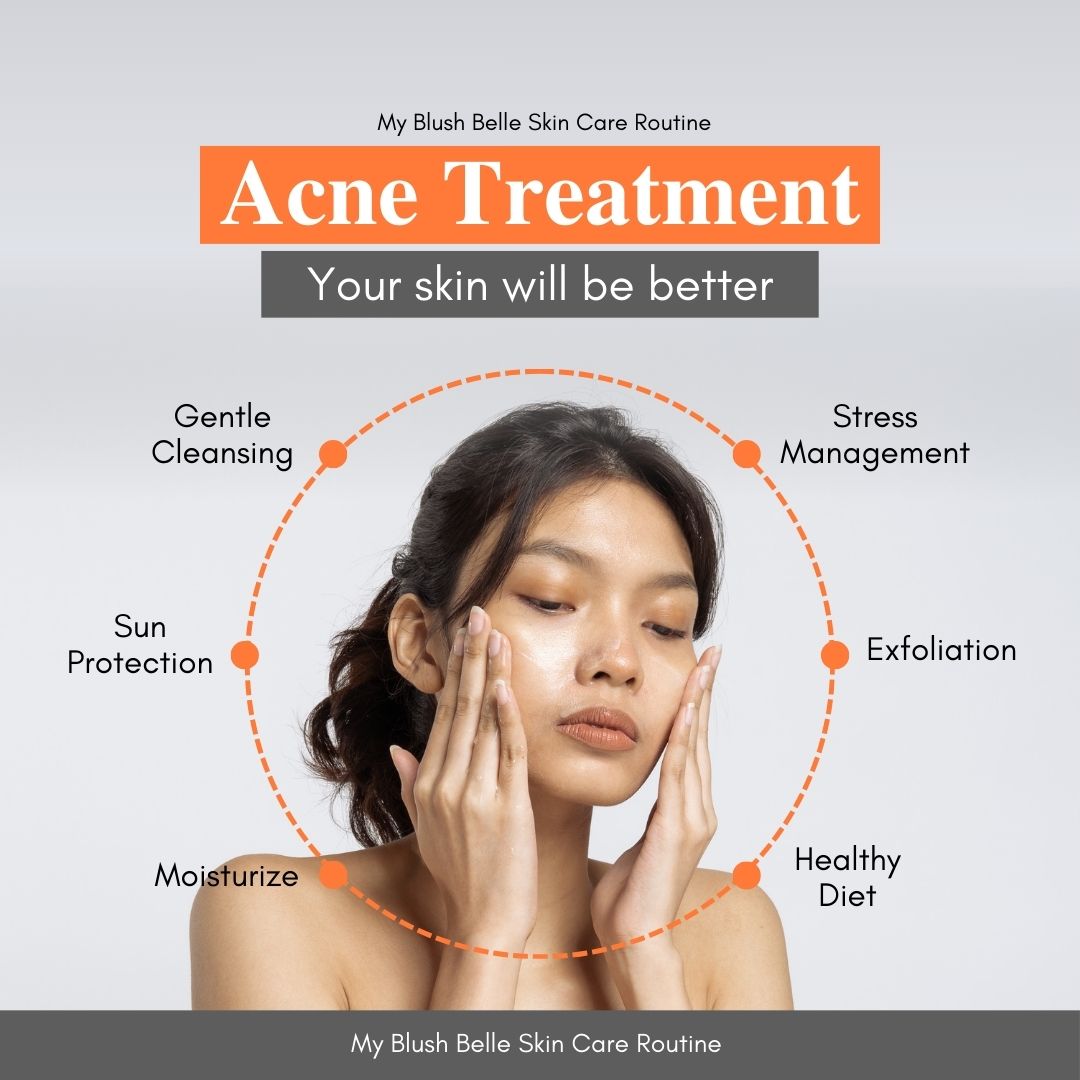 My Blush Belle Skin Care Routine
Acne Treatment
Your skin will be better
Gentle
Cleansing
Stress
Management
Sun
Protection
Exfoliation
Moisturize
Healthy
Diet
My Blush Belle Skin Care Routine